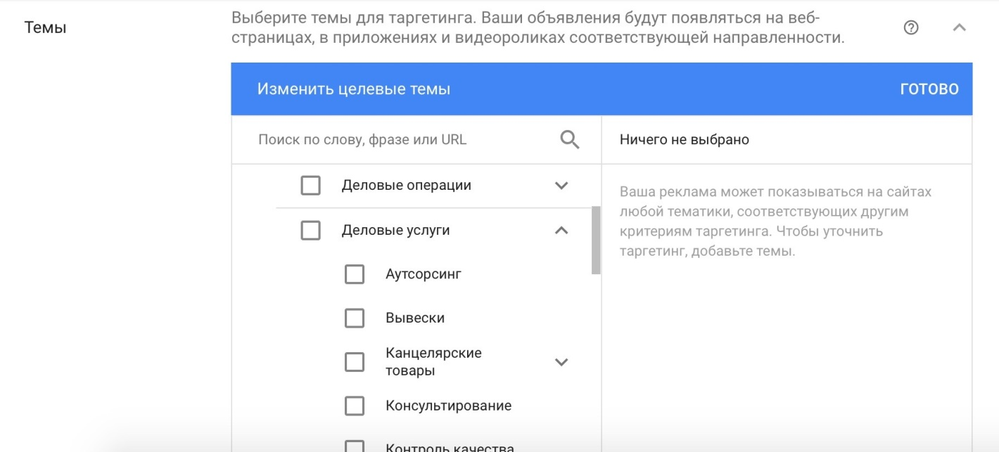 Темы
Выберите темы для таргетинга. Ваши объявления будут появляться на веб-
страницах, в приложениях и видеороликах соответствующей направленности.
Изменить целевые темы
ГОТОВО
Поиск по слову, фразе или URL
Ничего не выбрано
Деловые операции
Деловые услуги
Аутсорсинг
Вывески
Канцелярские
товары
Консультирование
Контроль качества
Ваша реклама может показываться на сайтах
любой тематики, соответствующих другим
критериям таргетинга. Чтобы уточнить
таргетинг, добавьте темы.